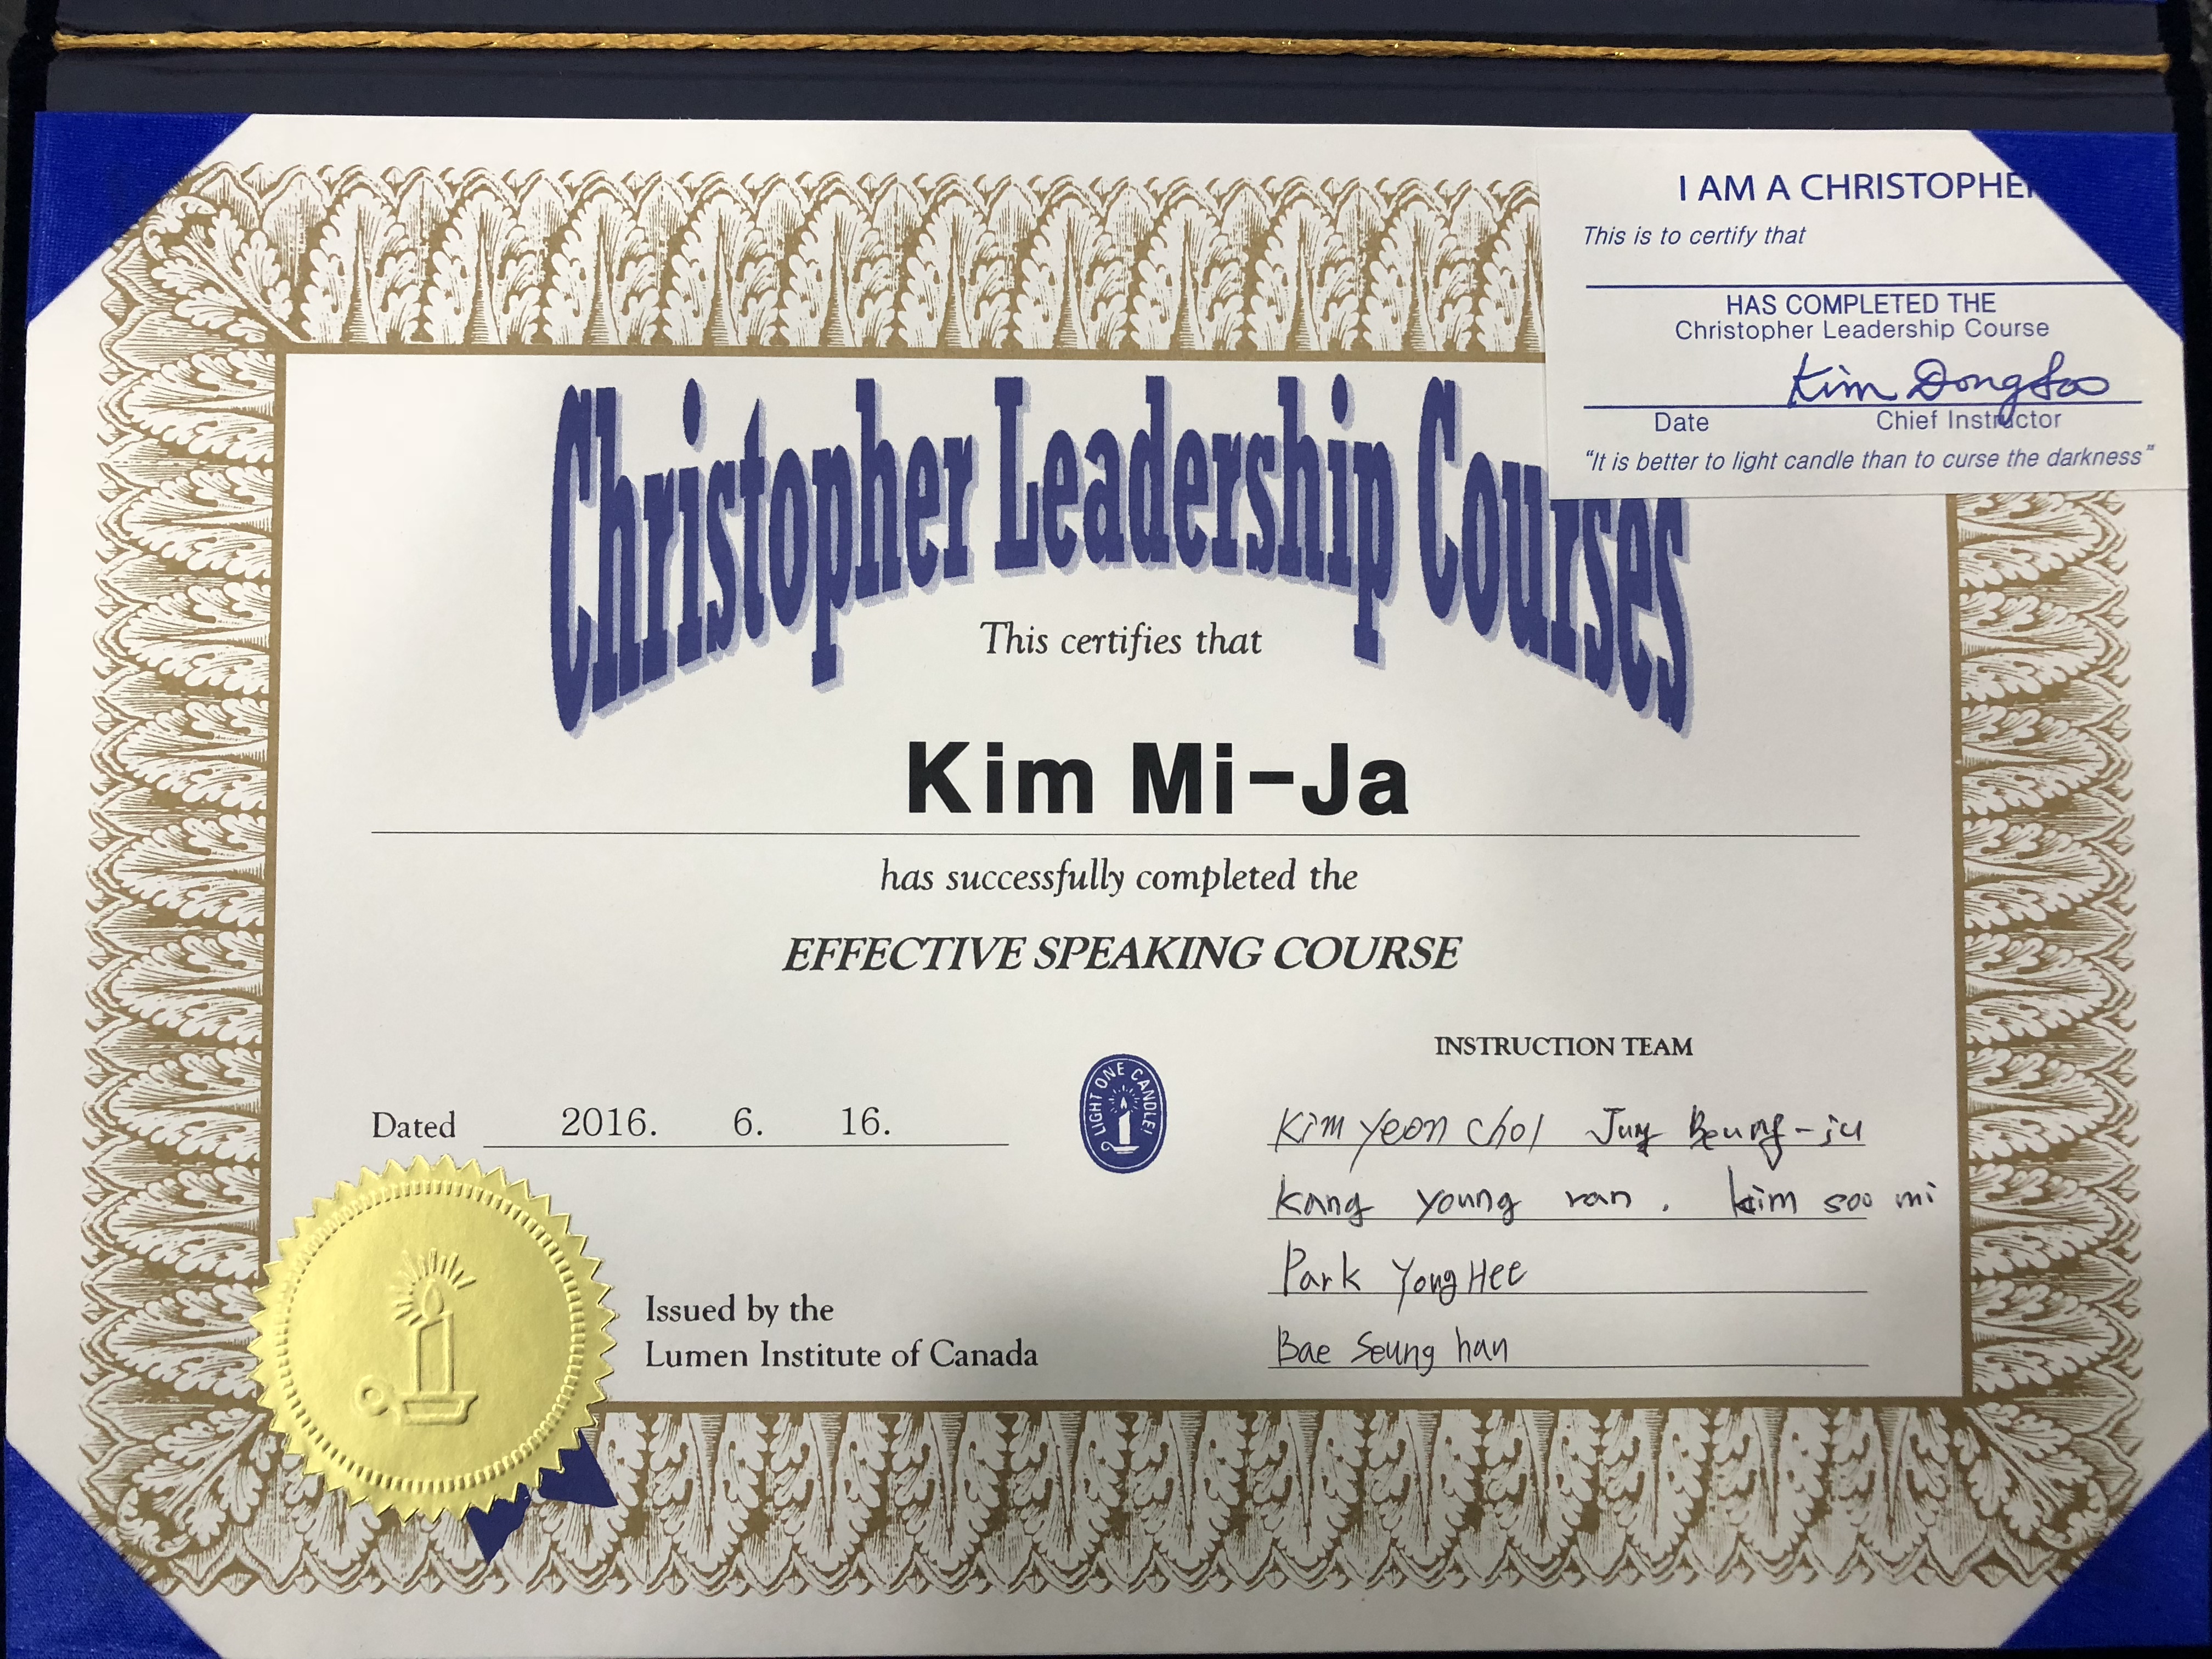 I AM A CHRISTOPHER
This is to certify that
HAS COMPLETED THE
Christopher Leadership Course
Kim Dong Soo
Date Chief Instructor
"It is better to light candle than to curse the darkness"
Christopher Leadership Courses
This certifies that
Kim Mi-Ja
has successfully completed the
EFFECTIVE SPEAKING COURSE
INSTRUCTION TEAM
LIGHT ONE CANDLE!
Dated 2016. 6. 16.
Kim Yeon Chol Jung Beung-ju
Kang young ran . kim soo mi
Park Yong Hee
Bae Seung han
Issued by the
Lumen Institute of Canada